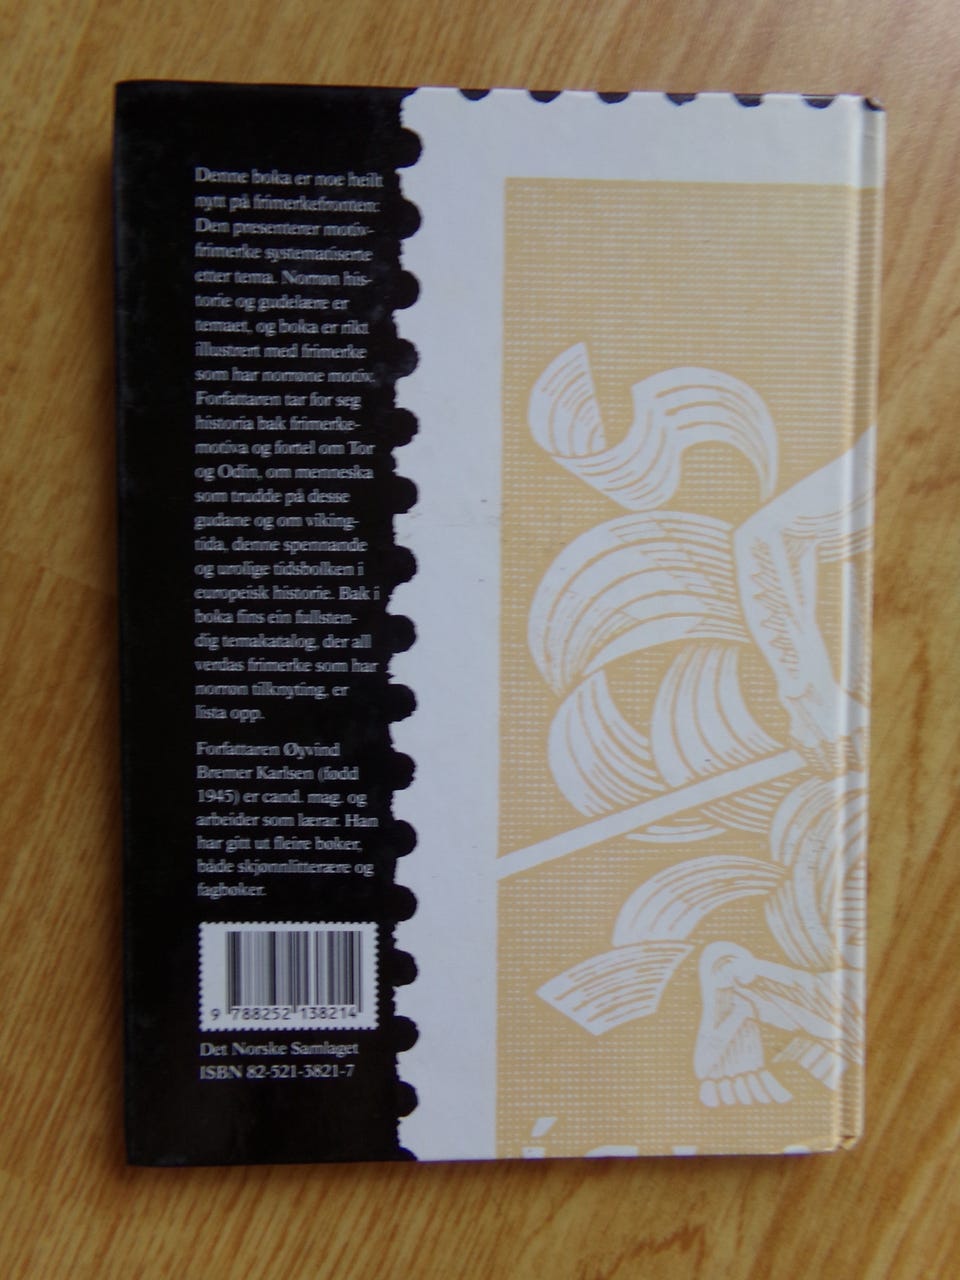 Denne boka er noe heilt
nytt på frimerkefronten:
Den presenterer motiv-
frimerke systematiserte
etter tema. Norrøn his-
torie og gudelære er
temaet, og boka er rikt
illustrert med frimerke
som har norrøne motiv.
Forfattaren tar for seg
historia bak frimerke-
motiva og fortel om Tor
og Odin, om menneska
som trudde på desse
gudane og om viking-
tida, denne spennande
og urolige tidsbolken i
europeisk historie. Bak i
boka fins ein fullsten-
dig temakatalog, der all
verdas frimerke som har
norrøn tilknyting, er
lista opp.
Forfattaren Øyvind
Bremer Karlsen (fødd
1945) er cand. mag. og
arbeider som lærar. Han
har gitt ut fleire bøker,
både skjønnlitterære og
fagbøker.
9 788252 138214
Det Norske Samlaget
ISBN 82-521-3821-7